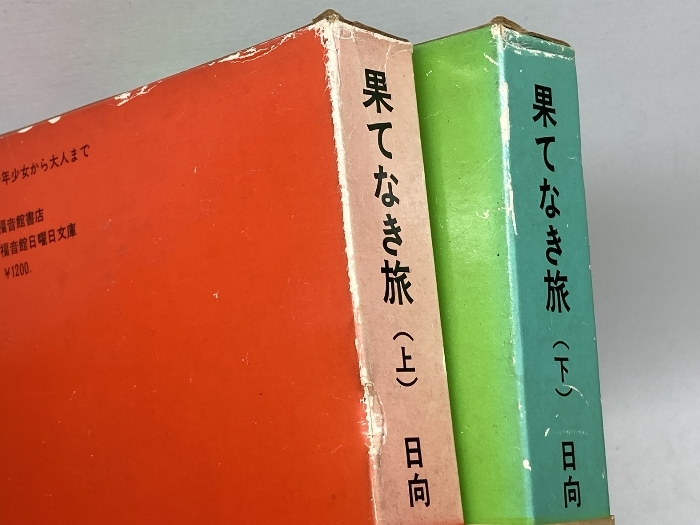 年少女から大人まで
福音館書店
福音館日曜日文庫
¥1200.
果てなき旅（上） 日向
果てなき旅（下） 日向